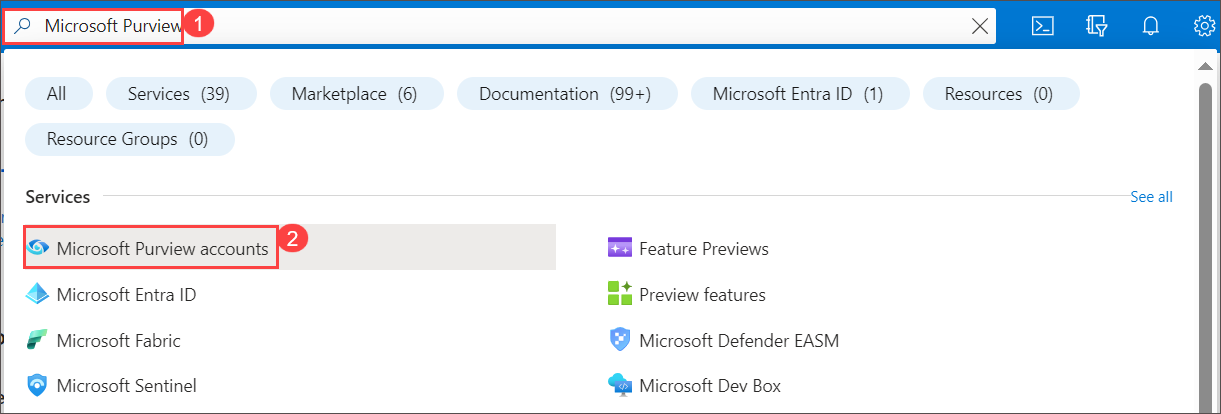 Microsoft Purview 1
All Services (39) Marketplace (6) Documentation (99+) Microsoft Entra ID (1) Resources (0)
Resource Groups (0)
Services See all
Microsoft Purview accounts 2 Feature Previews
Microsoft Entra ID Preview features
Microsoft Fabric Microsoft Defender EASM
Microsoft Sentinel Microsoft Dev Box